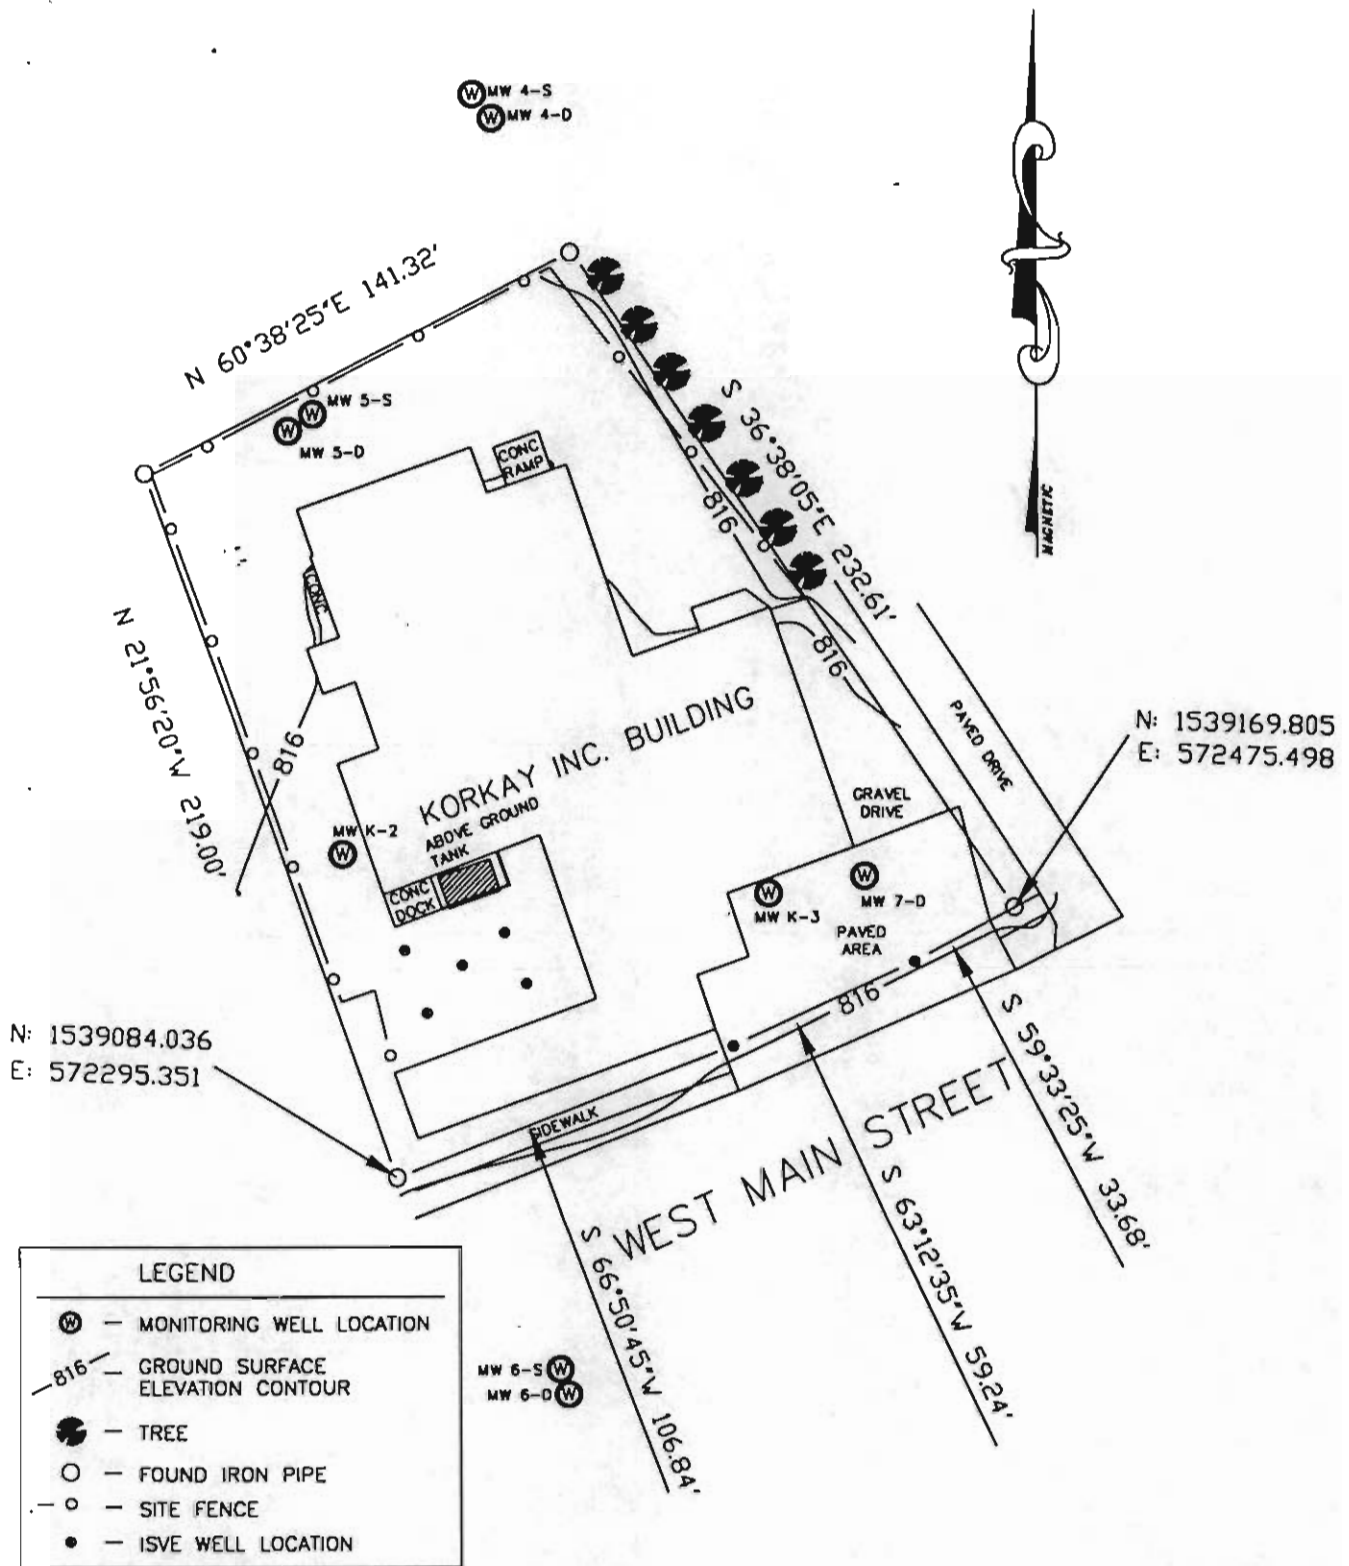 MW 4-S
MW 4-D
N 60°38'25"E 141.32'
MW 5-S
MW 5-D
CONC
RAMP
S 36°38'05"E 232.61'
816
MAGNETIC
CONC
N 21°56'20"W 219.00'
816
816
PAVED DRIVE
N: 1539169.805
E: 572475.498
KORKAY INC. BUILDING
ABOVE GROUND
TANK
GRAVEL
DRIVE
MW K-2
CONC
DOCK
MW K-3
MW 7-D
PAVED
AREA
816
N: 1539084.036
E: 572295.351
SIDEWALK
WEST MAIN STREET
S 59°33'25"W 33.68'
S 63°12'35"W 59.24'
S 66°50'45"W 106.84'
MW 6-S
MW 6-D
LEGEND
W — MONITORING WELL LOCATION
816 — GROUND SURFACE
ELEVATION CONTOUR
— TREE
— FOUND IRON PIPE
— SITE FENCE
— ISVE WELL LOCATION